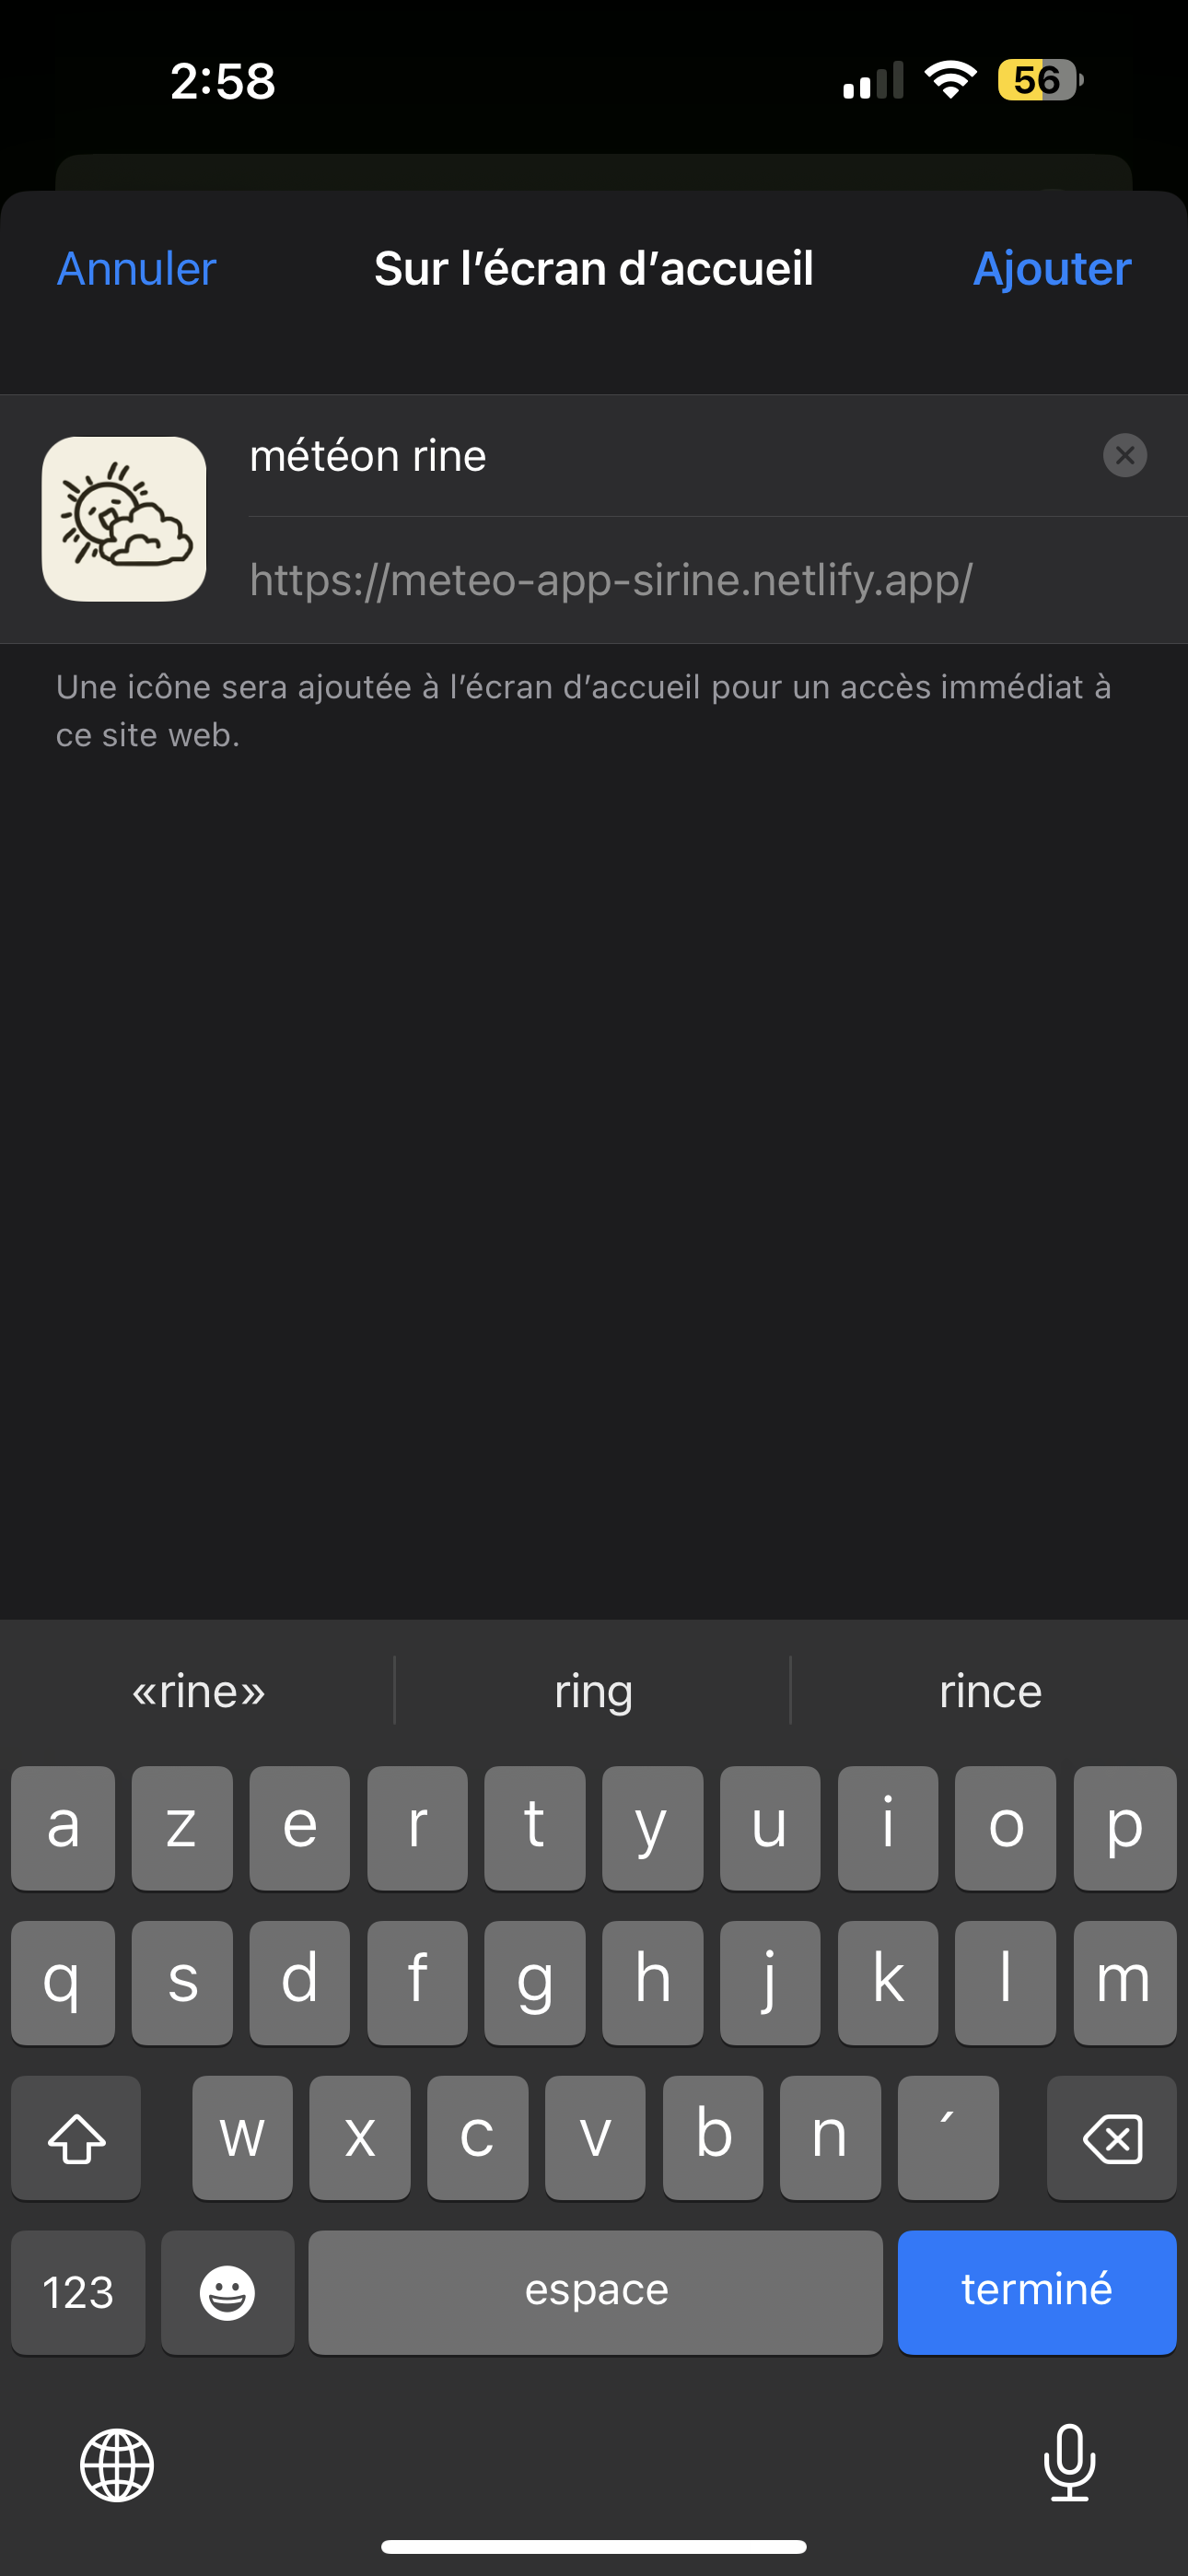 2:58
56
Annuler
Sur l’écran d’accueil
Ajouter
météon rine
https://meteo-app-sirine.netlify.app/
Une icône sera ajoutée à l’écran d’accueil pour un accès immédiat à
ce site web.
«rine» ring rince
a z e r t y u i o p
q s d f g h j k l m
w x c v b n ´
123 espace terminé